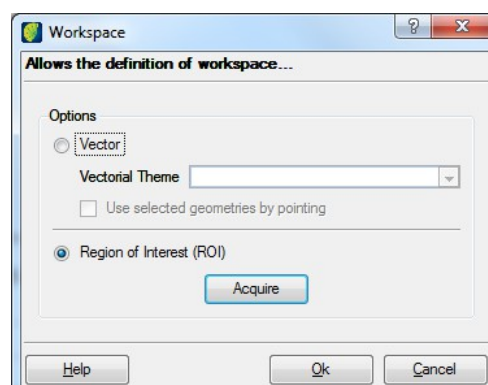 Workspace
Allows the definition of workspace...
Options
Vector
Vectorial Theme
Use selected geometries by pointing
Region of Interest (ROI)
Acquire
Help Ok Cancel